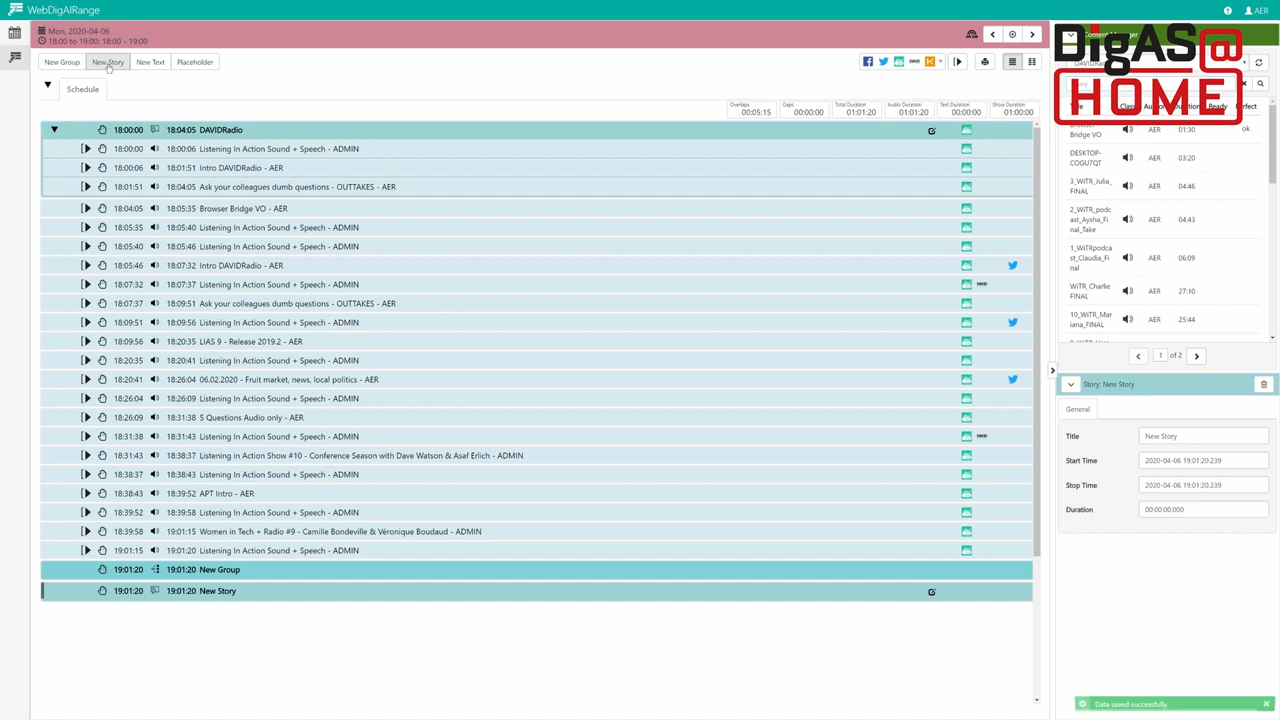 WebDigAIRange
AER
Mon, 2020-04-06
18:00 to 19:00: 18:00 - 19:00
New Group New Story New Text Placeholder
Schedule
Overlaps Gaps Total Duration Audio Duration Text Duration Show Duration
00:05:15 00:00:00 01:01:20 01:01:20 00:00:00 01:00:00
18:00:00 18:04:05 DAVIDRadio
18:00:00 18:00:06 Listening In Action Sound + Speech - ADMIN
18:00:06 18:01:51 Intro DAVIDRadio - AER
18:01:51 18:04:05 Ask your colleagues dumb questions - OUTTAKES - AER
18:04:05 18:05:35 Browser Bridge VO - AER
18:05:35 18:05:40 Listening In Action Sound + Speech - ADMIN
18:05:40 18:05:46 Listening In Action Sound + Speech - ADMIN
18:05:46 18:07:32 Intro DAVIDRadio - AER
18:07:32 18:07:37 Listening In Action Sound + Speech - ADMIN DAVID
18:07:37 18:09:51 Ask your colleagues dumb questions - OUTTAKES - AER
18:09:51 18:09:56 Listening In Action Sound + Speech - ADMIN
18:09:56 18:20:35 LIAS 9 - Release 2019.2 - AER
18:20:35 18:20:41 Listening In Action Sound + Speech - ADMIN
18:20:41 18:26:04 06.02.2020 - Fruit market, news, local politics - AER
18:26:04 18:26:09 Listening In Action Sound + Speech - ADMIN
18:26:09 18:31:38 5 Questions Audio only - AER
18:31:38 18:31:43 Listening In Action Sound + Speech - ADMIN DAVID
18:31:43 18:38:37 Listening in Action Show #10 - Conference Season with Dave Watson & Asaf Erlich - ADMIN
18:38:37 18:38:43 Listening In Action Sound + Speech - ADMIN
18:38:43 18:39:52 APT Intro - AER
18:39:52 18:39:58 Listening In Action Sound + Speech - ADMIN
18:39:58 19:01:15 Women in Tech + Radio #9 - Camille Bondeville & Véronique Boudaud - ADMIN
19:01:15 19:01:20 Listening In Action Sound + Speech - ADMIN
19:01:20 19:01:20 New Group
19:01:20 19:01:20 New Story
DigAS@
HOME
Bridge VO AER 01:30 ok
DESKTOP-
COGU7QT AER 03:20
3_WiTR_Julia_
FINAL AER 04:46
2_WiTR_podc
ast_Aysha_Fi
nal_Take AER 04:43
1_WiTRpodca
st_Claudia_Fi
nal AER 06:09
WiTR_Charlie
FINAL AER 27:10
10_WiTR_Mar
iana_FINAL AER 25:44
1 of 2
Story: New Story
General
Title New Story
Start Time 2020-04-06 19:01:20.239
Stop Time 2020-04-06 19:01:20.239
Duration 00:00:00.000
Data saved successfully.